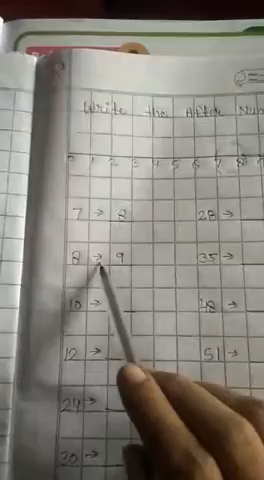 Write the After
0 1 2 3 4 5 6 7 8 9
7 → 8 28 →
8 → 9 35 →
10 → 48 →
12 → 51 →
24 →
30 →